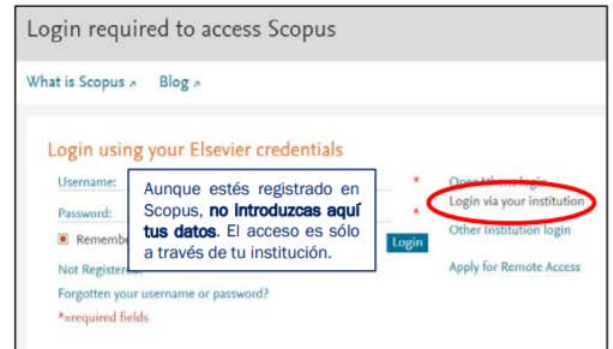 Login required to access Scopus
What is Scopus Blog
Login using your Elsevier credentials
Username:
Aunque estés registrado en
Scopus, no introduzcas aquí
tus datos. El acceso es sólo
a través de tu institución.
*
login
Login via your institution
Password:
*
Other Institution login
Login
Not Registered
Apply for Remote Access
Forgotten your username or password?
*=required fields